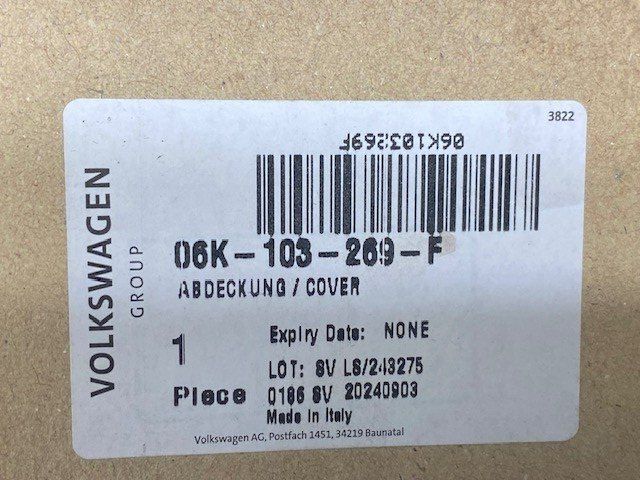 3822
06K103269F
06K-103-269-F
ABDECKUNG / COVER
1 Piece
Expiry Date: NONE
LOT: SV LS/243275
0186 SV 20240903
Made in Italy
Volkswagen AG, Postfach 1451, 34219 Baunatal
VOLKSWAGEN
GROUP